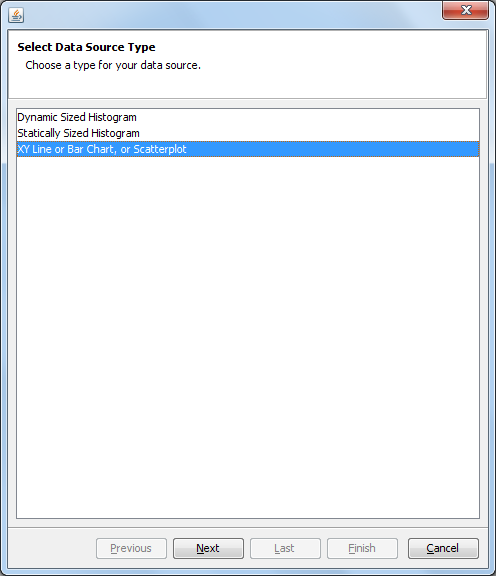 Select Data Source Type
Choose a type for your data source.
Dynamic Sized Histogram
Statically Sized Histogram
XY Line or Bar Chart, or Scatterplot
Previous Next Last Finish Cancel